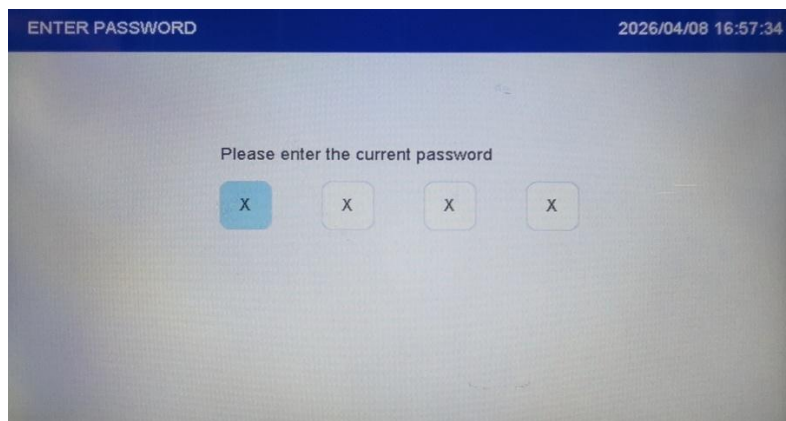 ENTER PASSWORD 2026/04/08 16:57:34
Please enter the current password
X X X X